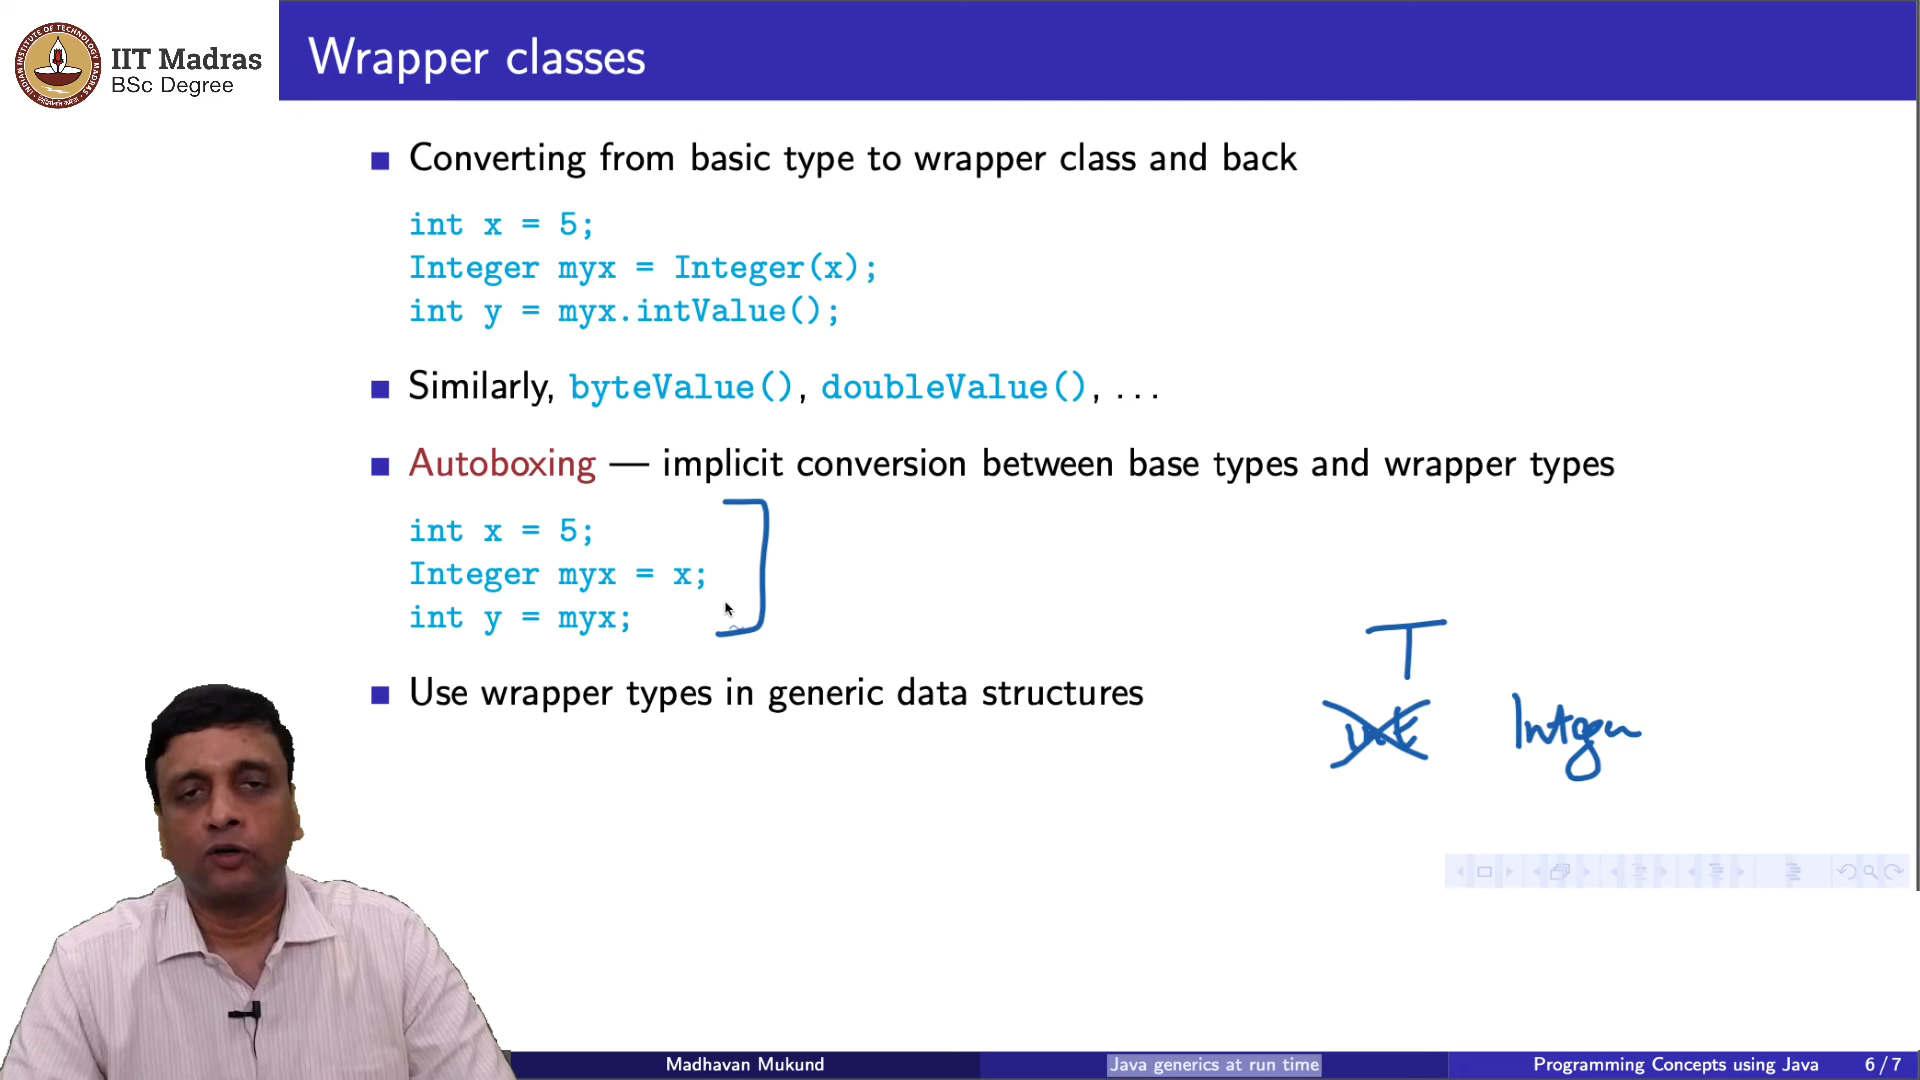 IIT Madras
BSc Degree
Wrapper classes
Converting from basic type to wrapper class and back
int x = 5;
Integer myx = Integer(x);
int y = myx.intValue();
Similarly, byteValue(), doubleValue(), ...
Autoboxing — implicit conversion between base types and wrapper types
int x = 5;
Integer myx = x;
int y = myx;
T
Use wrapper types in generic data structures
int Integer
Madhavan Mukund Java generics at run time Programming Concepts using Java 6 / 7